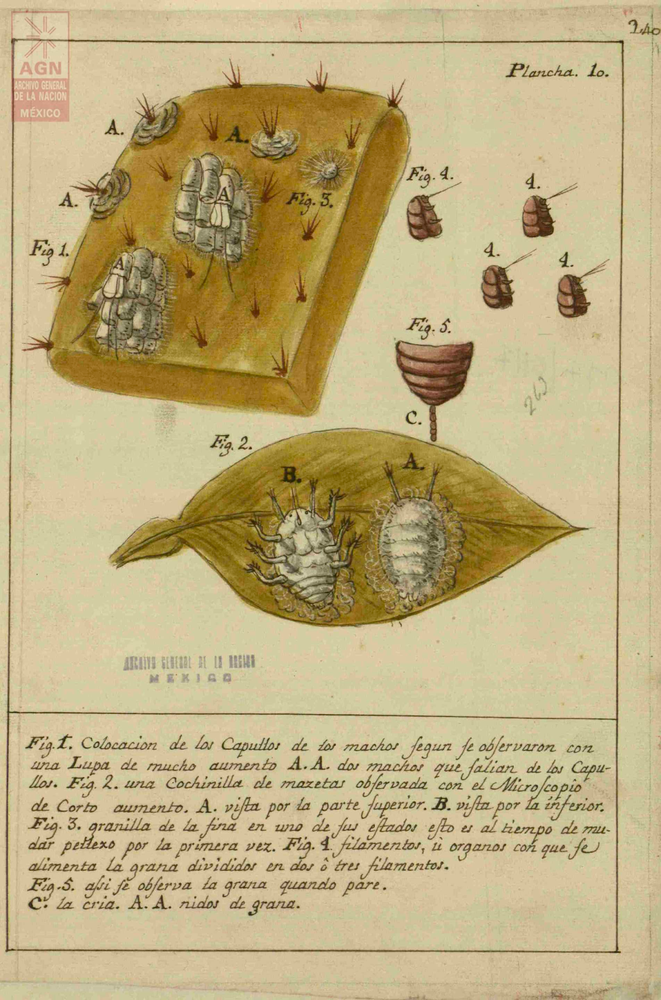 240
AGN
ARCHIVO GENERAL
DE LA NACION
MÉXICO
Plancha. 10.
A.
A.
A.
A
A
Fig 1.
Fig. 3.
Fig. 4.
4.
4.
4.
Fig. 5.
C.
263
Fig. 2.
B.
A.
ARCHIVO GENERAL DE LA NACION
MEXICO
Fig. 1. Colocacion de los Capullos de los machos ſegun ſe obſervaron con
una Lupa de mucho aumento A. A. dos machos que ſalian de los Capu-
llos. Fig. 2. una Cochinilla de mazetas obſervada con el Microſcopio
de Corto aumento. A. viſta por la parte ſuperior. B. viſta por la inferior.
Fig. 3. granilla de la fina en uno de ſus eſtados eſto es al tiempo de mu-
dar pellexo por la primera vez. Fig. 4. filamentos, ù organos con que ſe
alimenta la grana divididos en dos ô tres filamentos.
Fig. 5. aſsi ſe obſerva la grana quando pare.
C. la cria. A. A. nidos de grana.